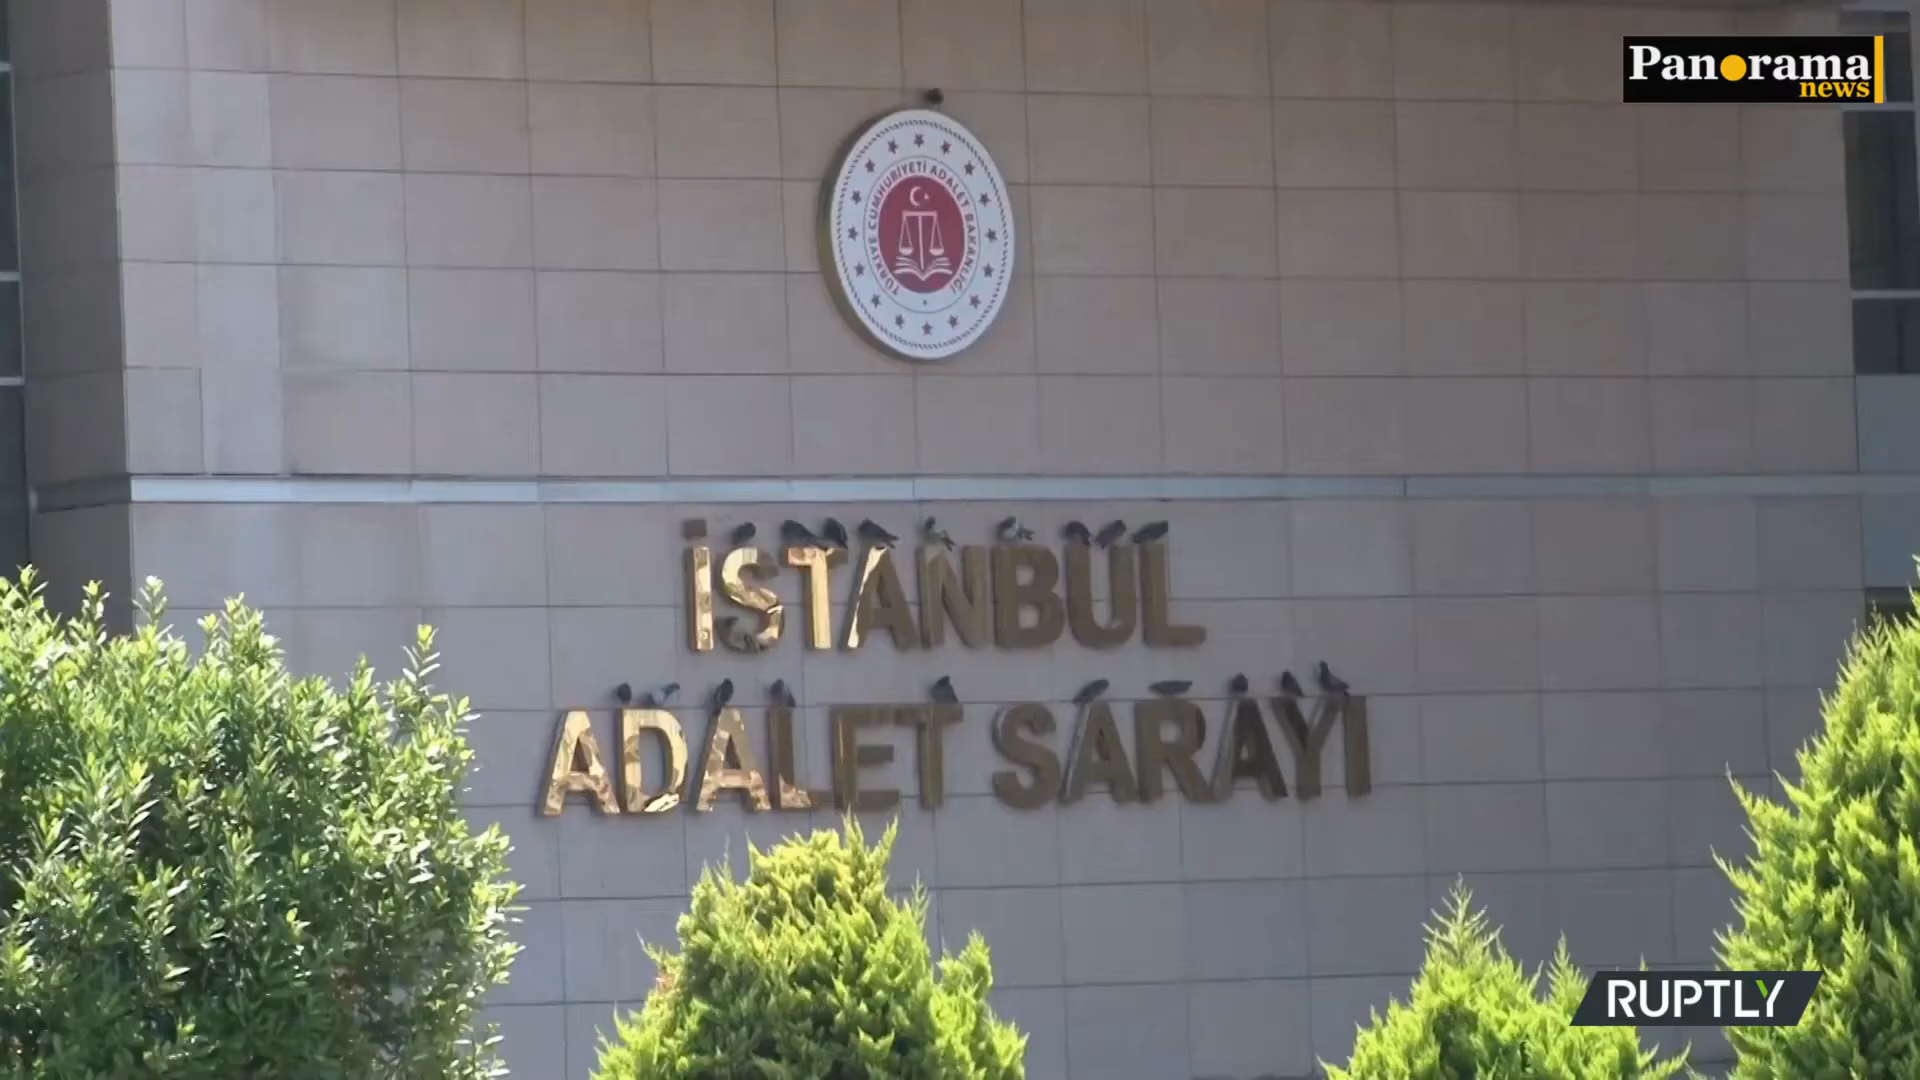 Panorama
news
TÜRKİYE CUMHURİYETİ ADALET BAKANLIĞI
İSTANBUL
ADALET SARAYI
RUPTLY